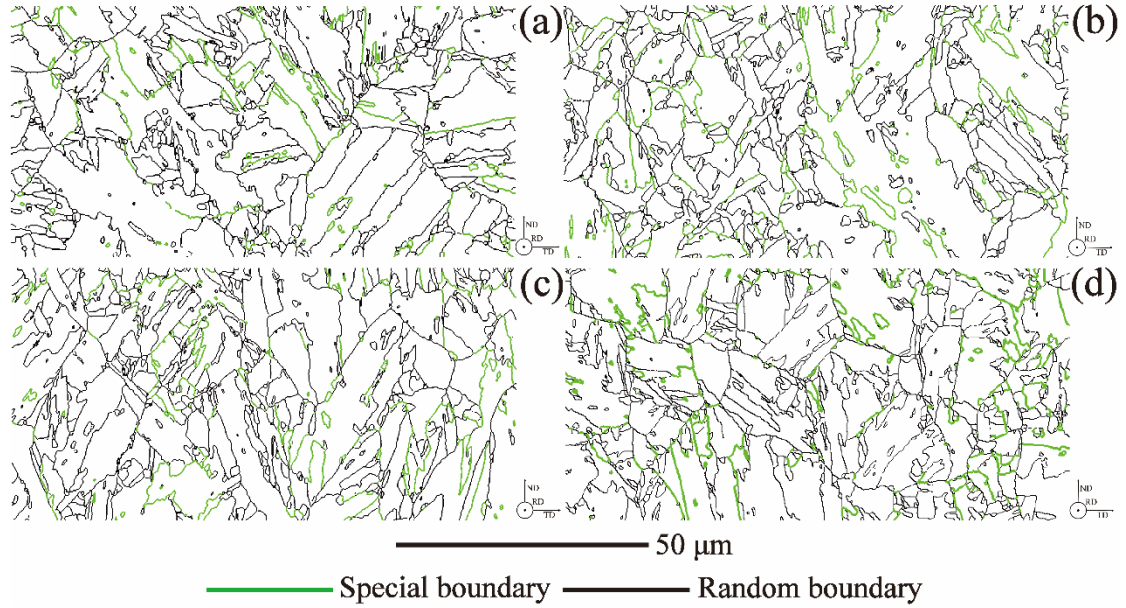 (a)
(b)
ND
RD
TD
ND
RD
TD
(c)
(d)
ND
RD
TD
ND
RD
TD
50 μm
Special boundary
Random boundary